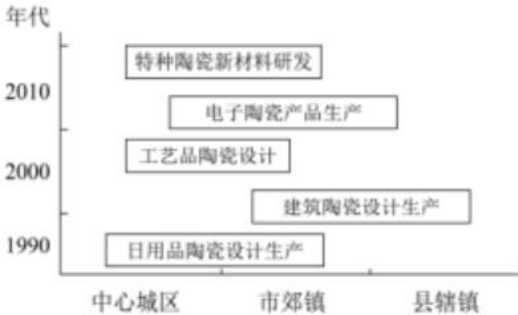 年代
特种陶瓷新材料研发
2010
电子陶瓷产品生产
工艺品陶瓷设计
2000
建筑陶瓷设计生产
1990
日用品陶瓷设计生产
中心城区 市郊镇 县辖镇